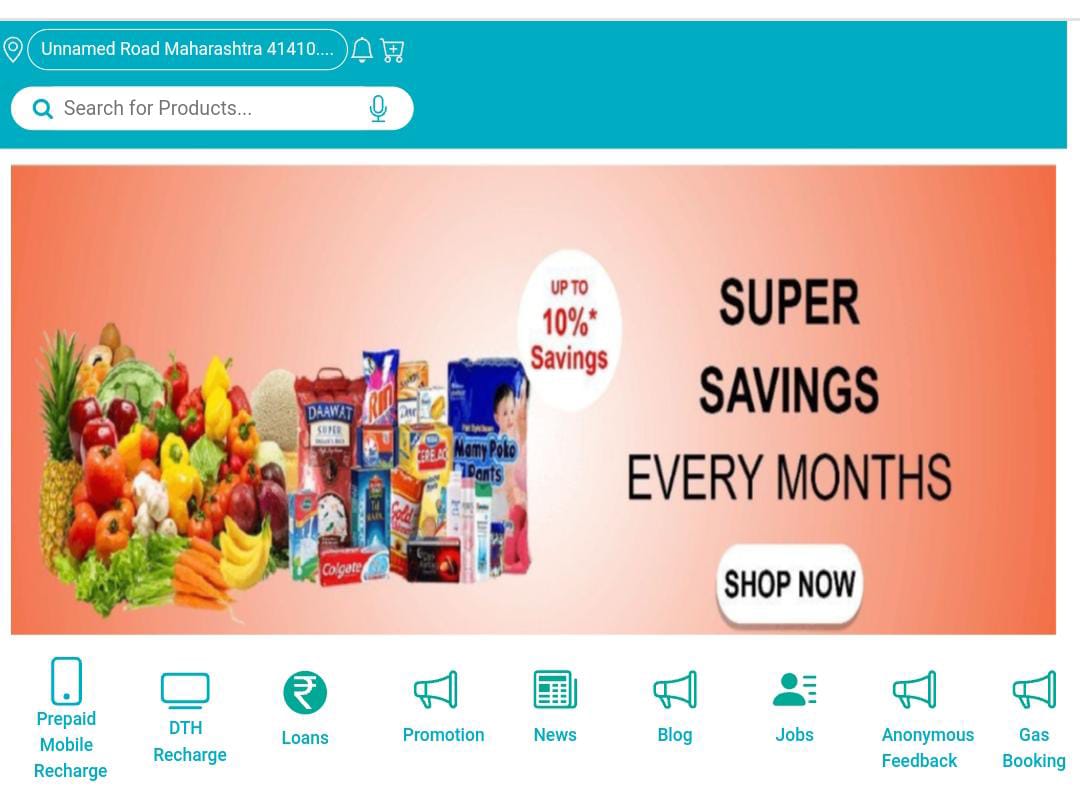 Unnamed Road Maharashtra 41410....
Search for Products...
UP TO
10%*
Savings
SUPER
SAVINGS
EVERY MONTHS
SHOP NOW
DAAWAT
SUPER
Rin
Dove
CERELAC
Mamy Poko
Pants
Gold
Colgate
Prepaid
Mobile
Recharge
DTH
Recharge
Loans
Promotion
News
Blog
Jobs
Anonymous
Feedback
Gas
Booking